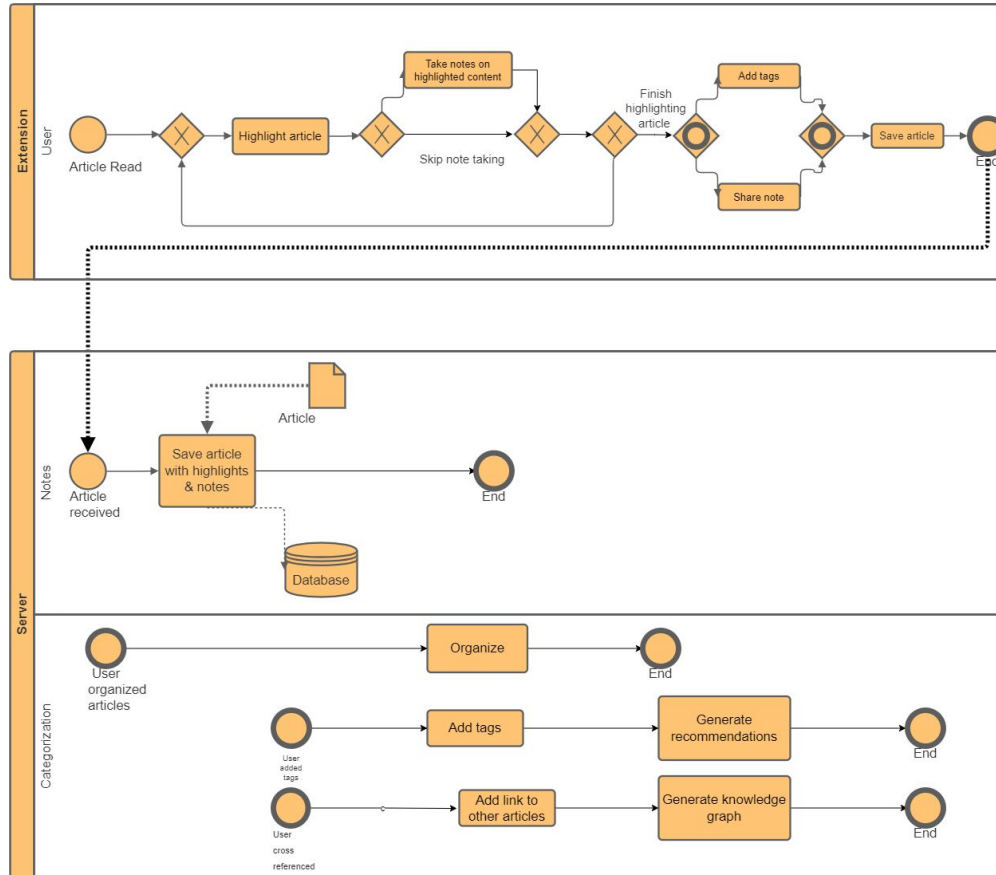 Extension
User
Article Read
X
Highlight article
X
Take notes on
highlighted content
Skip note taking
X
X
Finish
highlighting
article
Add tags
Share note
Save article
End
Server
Notes
Article
received
Save article
with highlights
& notes
Article
Database
End
Categorization
User
organized
articles
Organize
End
User
added
tags
Add tags
Generate
recommendations
End
User
cross
referenced
c
Add link to
other articles
Generate knowledge
graph
End